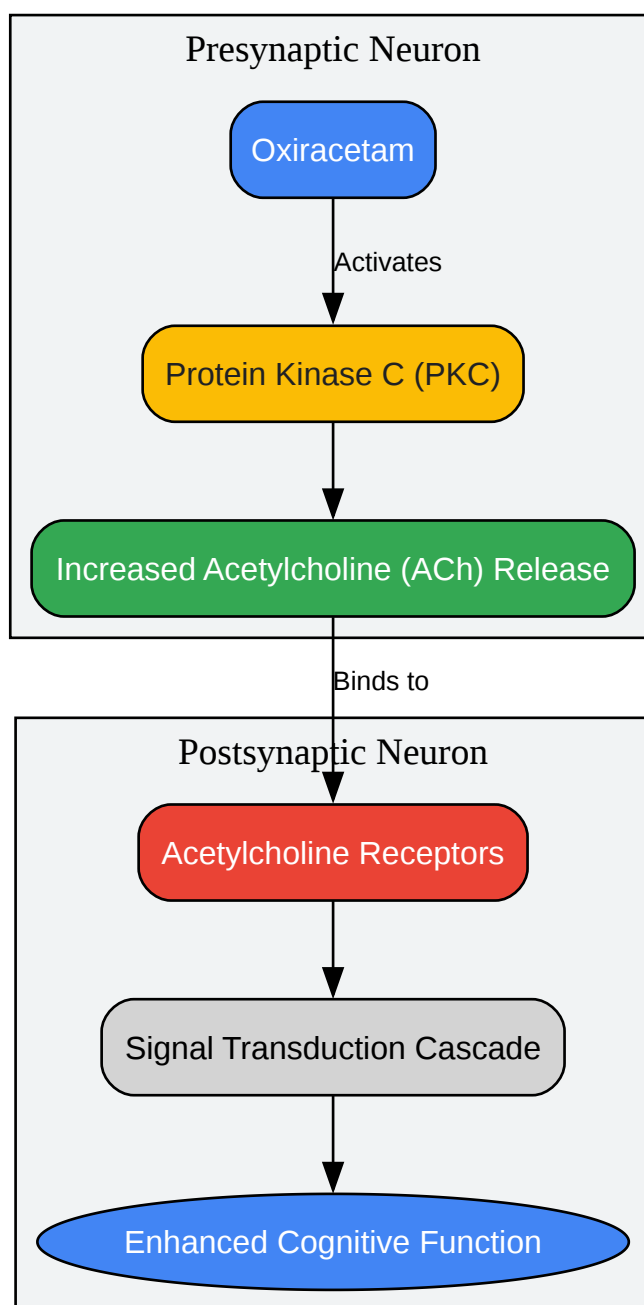 Presynaptic Neuron
Oxiracetam
Activates
Protein Kinase C (PKC)
Increased Acetylcholine (ACh) Release
Binds to
Postsynaptic Neuron
Acetylcholine Receptors
Signal Transduction Cascade
Enhanced Cognitive Function